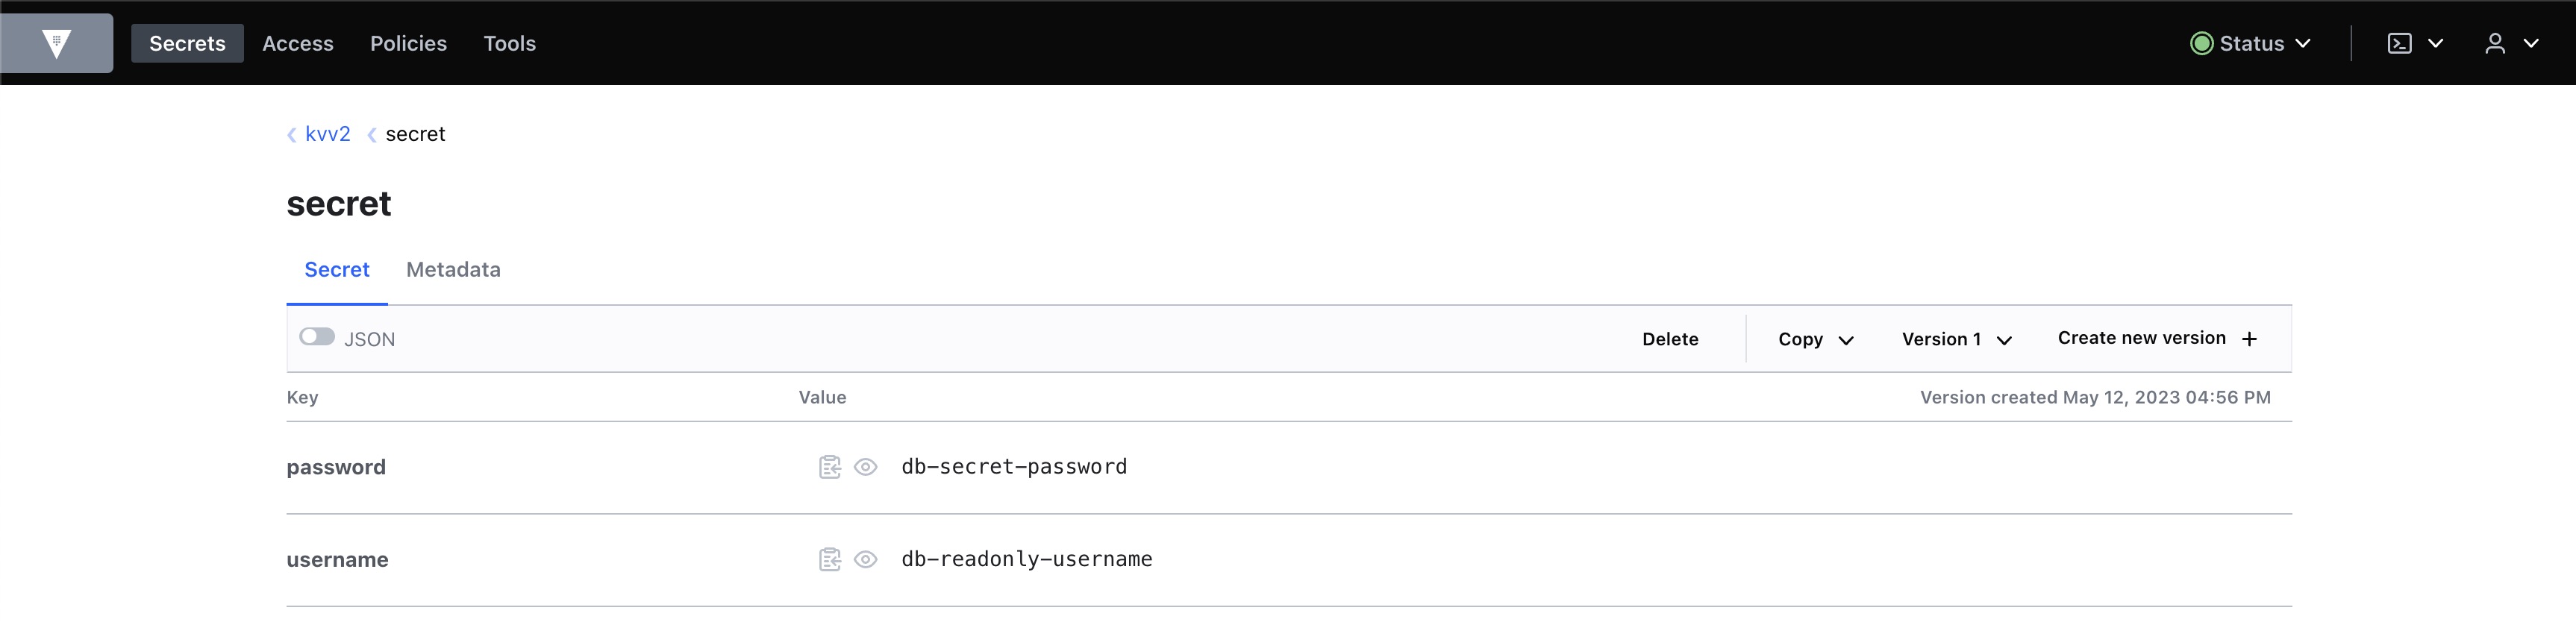 Secrets Access Policies Tools Status
kvv2 secret
secret
Secret Metadata
JSON Delete Copy Version 1 Create new version +
Key Value Version created May 12, 2023 04:56 PM
password db-secret-password
username db-readonly-username